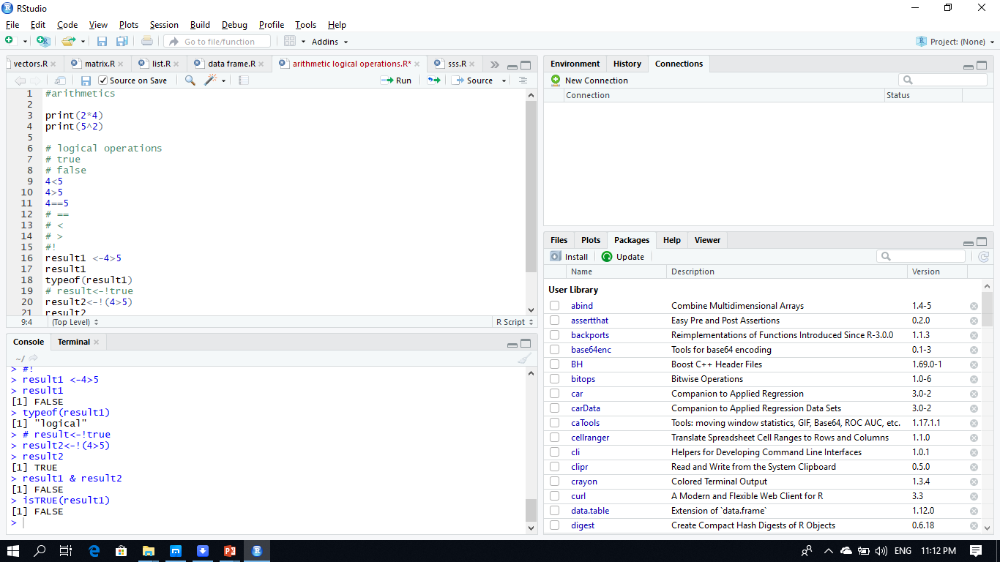 RStudio
File Edit Code View Plots Session Build Debug Profile Tools Help
Go to file/function Addins Project: (None)
vectors.R matrix.R list.R data frame.R arithmetic logical operations.R* sss.R
Source on Save Run Source
1 #arithmetics
2
3 print(2*4)
4 print(5^2)
5
6 # logical operations
7 # true
8 # false
9 4<5
10 4>5
11 4==5
12 # ==
13 # <
14 # >
15 #!
16 result1 <-4>5
17 result1
18 typeof(result1)
19 # result<-!true
20 result2<-!(4>5)
21 result2
9:4 (Top Level) R Script
Console Terminal
~/
> #!
> result1 <-4>5
> result1
[1] FALSE
> typeof(result1)
[1] "logical"
> # result<-!true
> result2<-!(4>5)
> result2
[1] TRUE
> result1 & result2
[1] FALSE
> isTRUE(result1)
[1] FALSE
>
Environment History Connections
New Connection
Connection Status
Files Plots Packages Help Viewer
Install Update
Name Description Version
User Library
abind Combine Multidimensional Arrays 1.4-5
assertthat Easy Pre and Post Assertions 0.2.0
backports Reimplementations of Functions Introduced Since R-3.0.0 1.1.3
base64enc Tools for base64 encoding 0.1-3
BH Boost C++ Header Files 1.69.0-1
bitops Bitwise Operations 1.0-6
car Companion to Applied Regression 3.0-2
carData Companion to Applied Regression Data Sets 3.0-2
caTools Tools: moving window statistics, GIF, Base64, ROC AUC, etc. 1.17.1.1
cellranger Translate Spreadsheet Cell Ranges to Rows and Columns 1.1.0
cli Helpers for Developing Command Line Interfaces 1.0.1
clipr Read and Write from the System Clipboard 0.5.0
crayon Colored Terminal Output 1.3.4
curl A Modern and Flexible Web Client for R 3.3
data.table Extension of `data.frame` 1.12.0
digest Create Compact Hash Digests of R Objects 0.6.18
ENG 11:12 PM